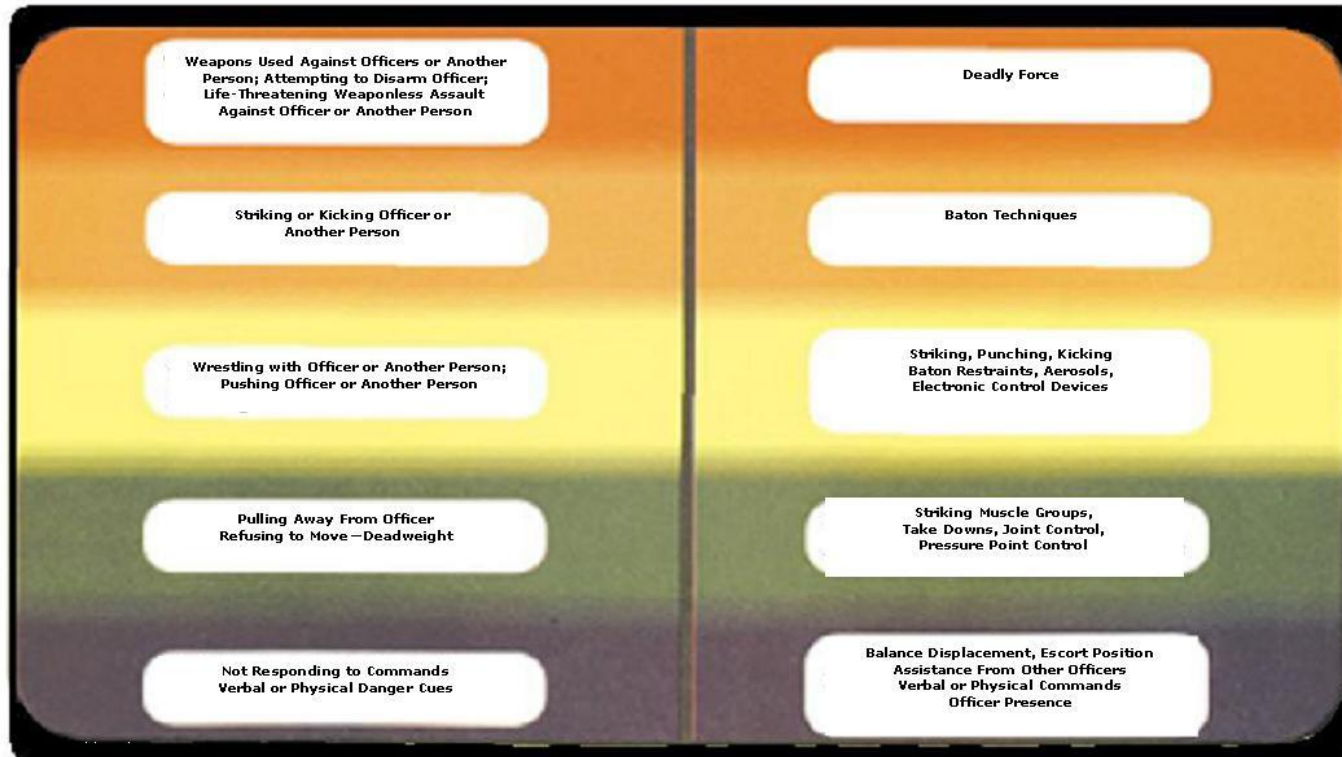 Weapons Used Against Officers or Another
Person; Attempting to Disarm Officer;
Life-Threatening Weaponless Assault
Against Officer or Another Person
Deadly Force
Striking or Kicking Officer or
Another Person
Baton Techniques
Wrestling with Officer or Another Person;
Pushing Officer or Another Person
Striking, Punching, Kicking
Baton Restraints, Aerosols,
Electronic Control Devices
Pulling Away From Officer
Refusing to Move—Deadweight
Striking Muscle Groups,
Take Downs, Joint Control,
Pressure Point Control
Not Responding to Commands
Verbal or Physical Danger Cues
Balance Displacement, Escort Position
Assistance From Other Officers
Verbal or Physical Commands
Officer Presence